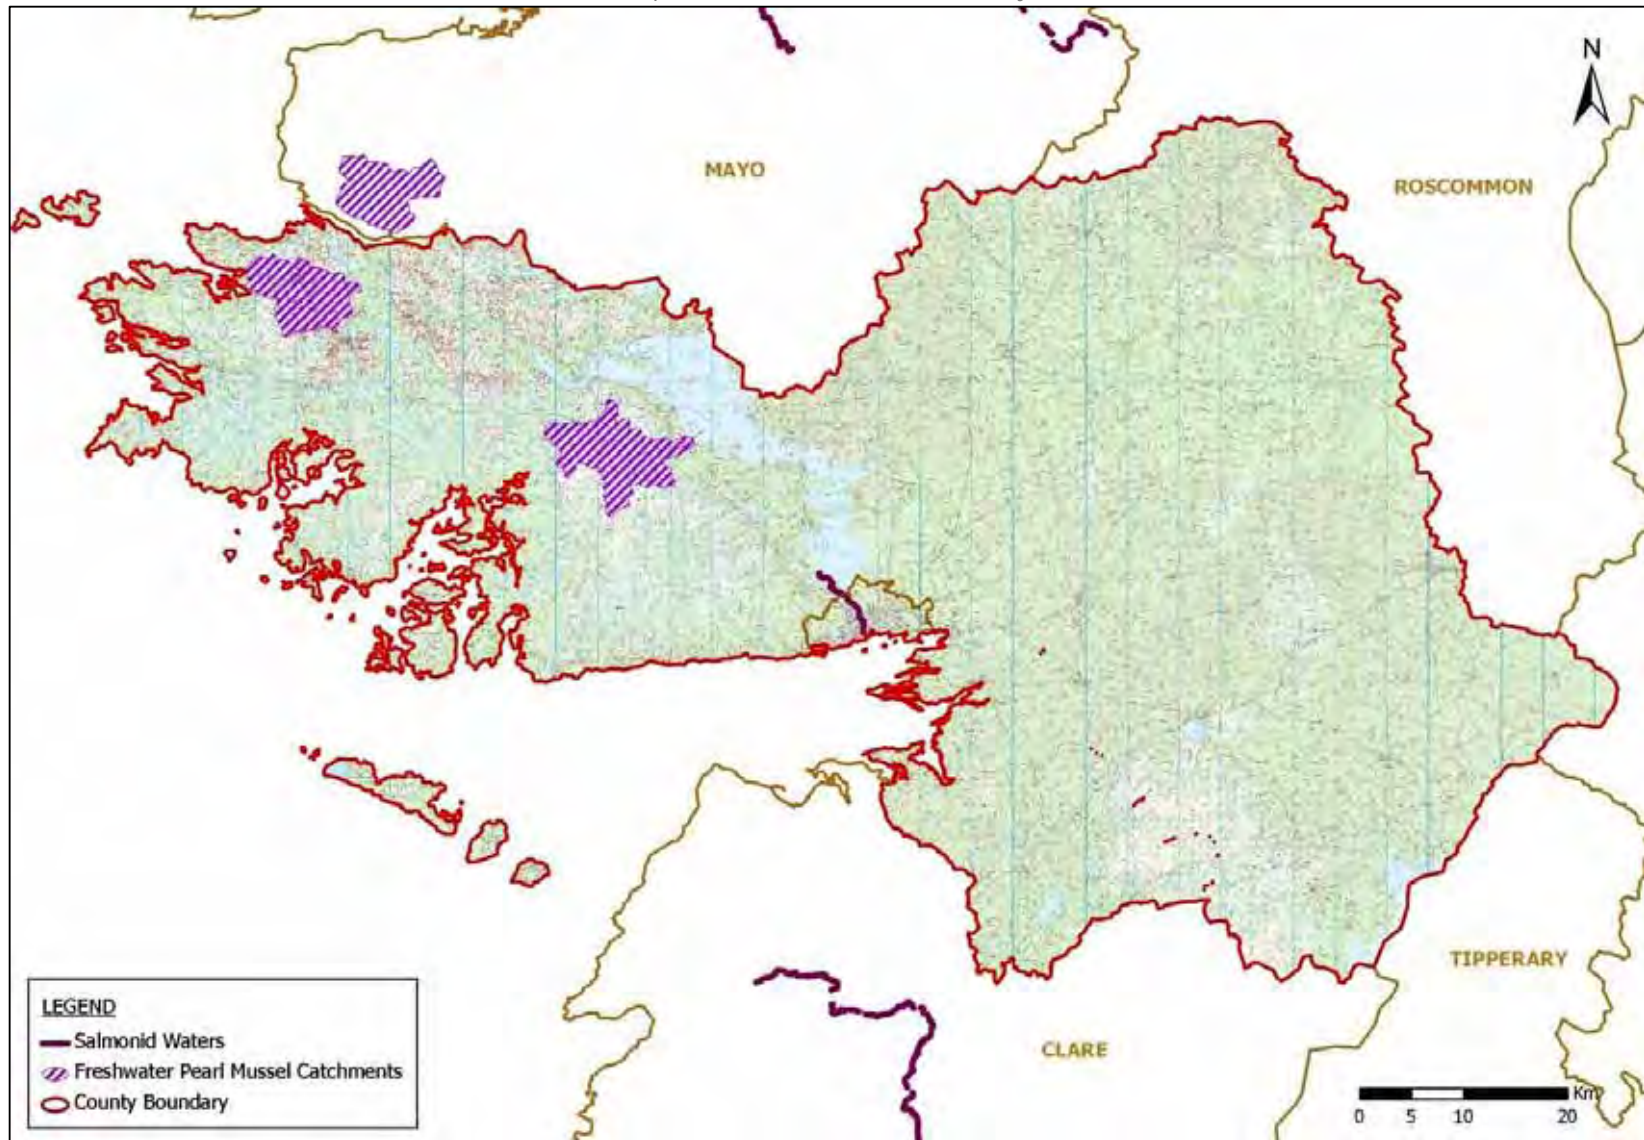 N
MAYO
ROSCOMMON
TIPPERARY
CLARE
LEGEND
Salmonid Waters
Freshwater Pearl Mussel Catchments
County Boundary
Km
0 5 10 20